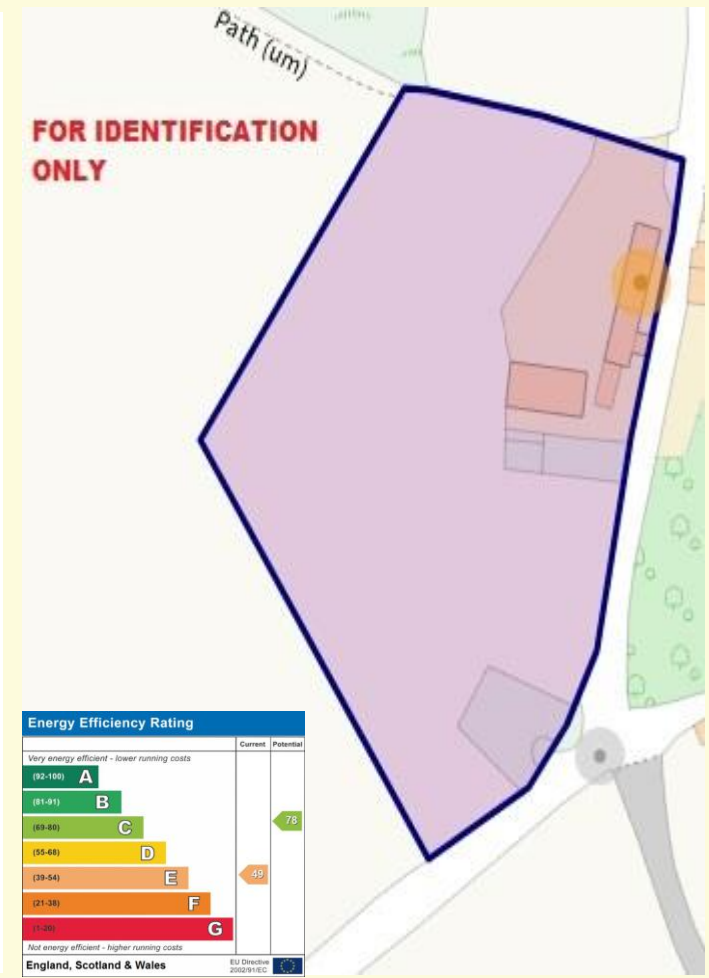 Path (um)
FOR IDENTIFICATION
ONLY
Energy Efficiency Rating
Current Potential
Very energy efficient - lower running costs
(92-100) A
(81-91) B
(69-80) C
78
(55-68) D
(39-54) E
49
(21-38) F
(1-20) G
Not energy efficient - higher running costs
England, Scotland & Wales
EU Directive
2002/91/EC